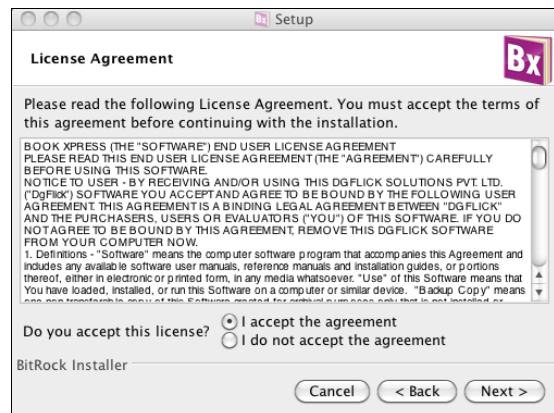 Setup
License Agreement
Bx
Please read the following License Agreement. You must accept the terms of
this agreement before continuing with the installation.
BOOK XPRESS (THE "SOFTWARE") END USER LICENSE AGREEMENT
PLEASE READ THIS END USER LICENSE AGREEMENT (THE "AGREEMENT") CAREFULLY
BEFORE USING THIS SOFTWARE.
NOTICE TO USER - BY RECEIVING AND/OR USING THIS DGFLICK SOLUTIONS PVT. LTD.
("DgFlick") SOFTWARE YOU ACCEPT AND AGREE TO BE BOUND BY THE FOLLOWING USER
AGREEMENT. THIS AGREEMENT IS A BINDING LEGAL AGREEMENT BETWEEN "DGFLICK"
AND THE PURCHASERS, USERS OR EVALUATORS ("YOU") OF THIS SOFTWARE. IF YOU DO
NOT AGREE TO BE BOUND BY THIS AGREEMENT, REMOVE THIS DGFLICK SOFTWARE
FROM YOUR COMPUTER NOW.
1. Definitions - "Software" means the computer software program that accompanies this Agreement and
includes any available software user manuals, reference manuals and installation guides, or portions
thereof, either in electronic or printed form, in any media whatsoever. "Use" of this Software means that
You have loaded, installed, or run this Software on a computer or similar device. "Backup Copy" means
Do you accept this license?
I accept the agreement
I do not accept the agreement
BitRock Installer
Cancel
< Back
Next >